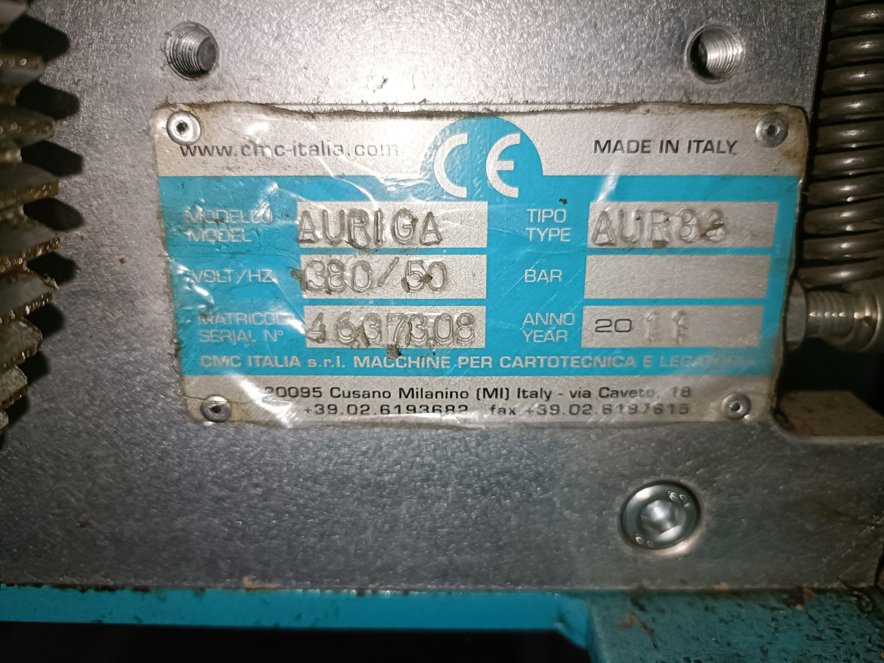 www.cmc-italia.com CE MADE IN ITALY
MODELLO AURIGA TIPO
MODEL TYPE
VOLT/HZ 380/50 BAR
SERIAL N° 4637308 ANNO 2011
YEAR
CMC ITALIA s.r.l. MACCHINE PER CARTOTECNICA E
20095 Cusano Milanino (MI) Italy - via Caveto, 18
+39.02.6193682 fax +39.02.6197615